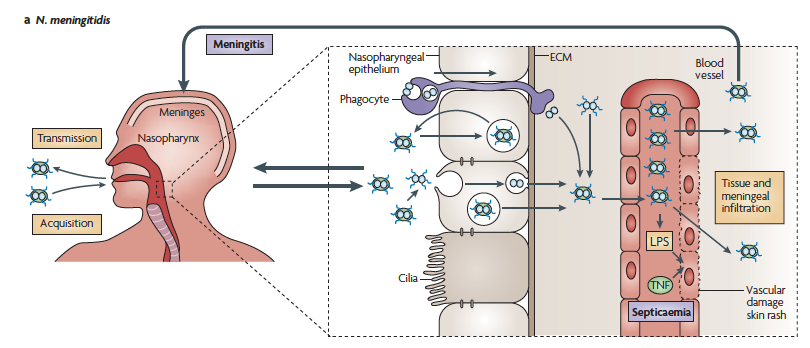 a N. meningitidis
Meningitis
Meninges
Nasopharynx
Transmission
Acquisition
Nasopharyngeal
epithelium
Phagocyte
ECM
Cilia
Blood
vessel
Tissue and
meningeal
infiltration
LPS
TNF
Septicaemia
Vascular
damage
skin rash